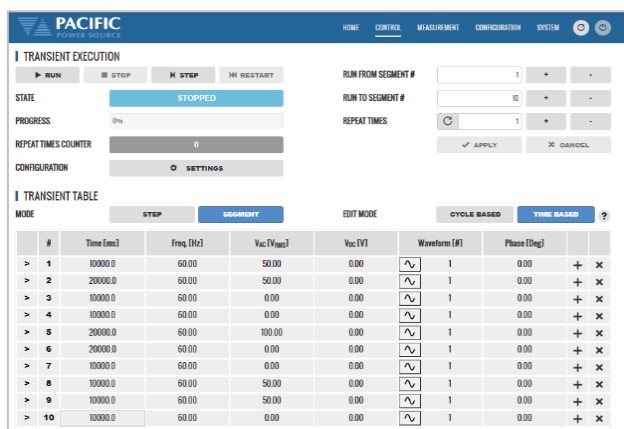 PACIFIC
POWER SOURCE
HOME CONTROL MEASUREMENT CONFIGURATION SYSTEM
TRANSIENT EXECUTION
RUN STOP STEP RESTART RUN FROM SEGMENT # 1 + -
STATE STOPPED RUN TO SEGMENT # 10 + -
PROGRESS 0% REPEAT TIMES 1 + -
REPEAT TIMES COUNTER 0 APPLY CANCEL
CONFIGURATION SETTINGS
TRANSIENT TABLE
MODE STEP SEGMENT EDIT MODE CYCLE BASED TIME BASED ?
# Time [ms] Freq. [Hz] VAC [VRMS] VDC [V] Waveform [#] Phase [Deg]
> 1 10000.0 60.00 50.00 0.00 1 0.00 + ×
> 2 20000.0 60.00 50.00 0.00 1 0.00 + ×
> 3 10000.0 60.00 0.00 0.00 1 0.00 + ×
> 4 10000.0 60.00 0.00 0.00 1 0.00 + ×
> 5 20000.0 60.00 100.00 0.00 1 0.00 + ×
> 6 20000.0 60.00 0.00 0.00 1 0.00 + ×
> 7 10000.0 60.00 0.00 0.00 1 0.00 + ×
> 8 10000.0 60.00 50.00 0.00 1 0.00 + ×
> 9 10000.0 60.00 50.00 0.00 1 0.00 + ×
> 10 10000.0 60.00 0.00 0.00 1 0.00 + ×